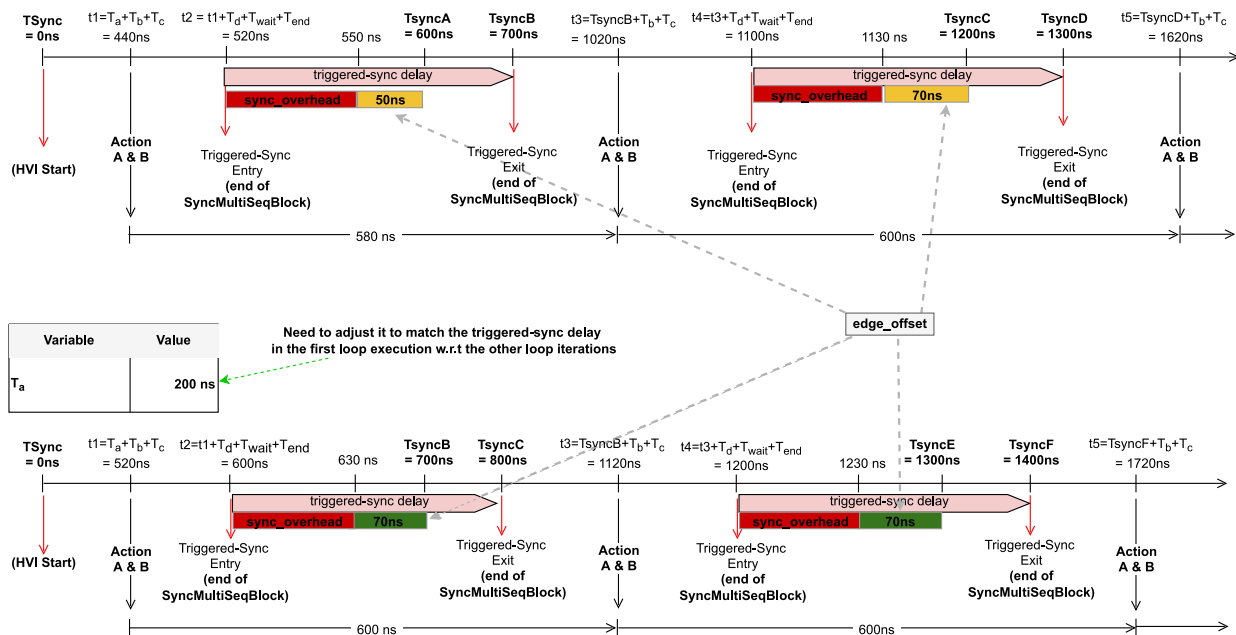 TSync
= 0ns
t1=Ta+Tb+Tc
= 440ns
t2 = t1+Td+Twait+Tend
= 520ns
550 ns
TsyncA
= 600ns
TsyncB
= 700ns
t3=TsyncB+Tb+Tc
= 1020ns
t4=t3+Td+Twait+Tend
= 1100ns
1130 ns
TsyncC
= 1200ns
TsyncD
= 1300ns
t5=TsyncD+Tb+Tc
= 1620ns
triggered-sync delay
sync_overhead
50ns
triggered-sync delay
sync_overhead
70ns
(HVI Start)
Action
A & B
Triggered-Sync
Entry
(end of
SyncMultiSeqBlock)
Triggered-Sync
Exit
(end of
SyncMultiSeqBlock)
Action
A & B
Triggered-Sync
Entry
(end of
SyncMultiSeqBlock)
Triggered-Sync
Exit
(end of
SyncMultiSeqBlock)
Action
A & B
580 ns
600ns
edge_offset
Variable
Value
Ta
200 ns
Need to adjust it to match the triggered-sync delay
in the first loop execution w.r.t the other loop iterations
TSync
= 0ns
t1=Ta+Tb+Tc
= 520ns
t2=t1+Td+Twait+Tend
= 600ns
630 ns
TsyncB
= 700ns
TsyncC
= 800ns
t3=TsyncB+Tb+Tc
= 1120ns
t4=t3+Td+Twait+Tend
= 1200ns
1230 ns
TsyncE
= 1300ns
TsyncF
= 1400ns
t5=TsyncF+Tb+Tc
= 1720ns
triggered-sync delay
sync_overhead
70ns
triggered-sync delay
sync_overhead
70ns
(HVI Start)
Action
A & B
Triggered-Sync
Entry
(end of
SyncMultiSeqBlock)
Triggered-Sync
Exit
(end of
SyncMultiSeqBlock)
Action
A & B
Triggered-Sync
Entry
(end of
SyncMultiSeqBlock)
Triggered-Sync
Exit
(end of
SyncMultiSeqBlock)
Action
A & B
600 ns
600ns